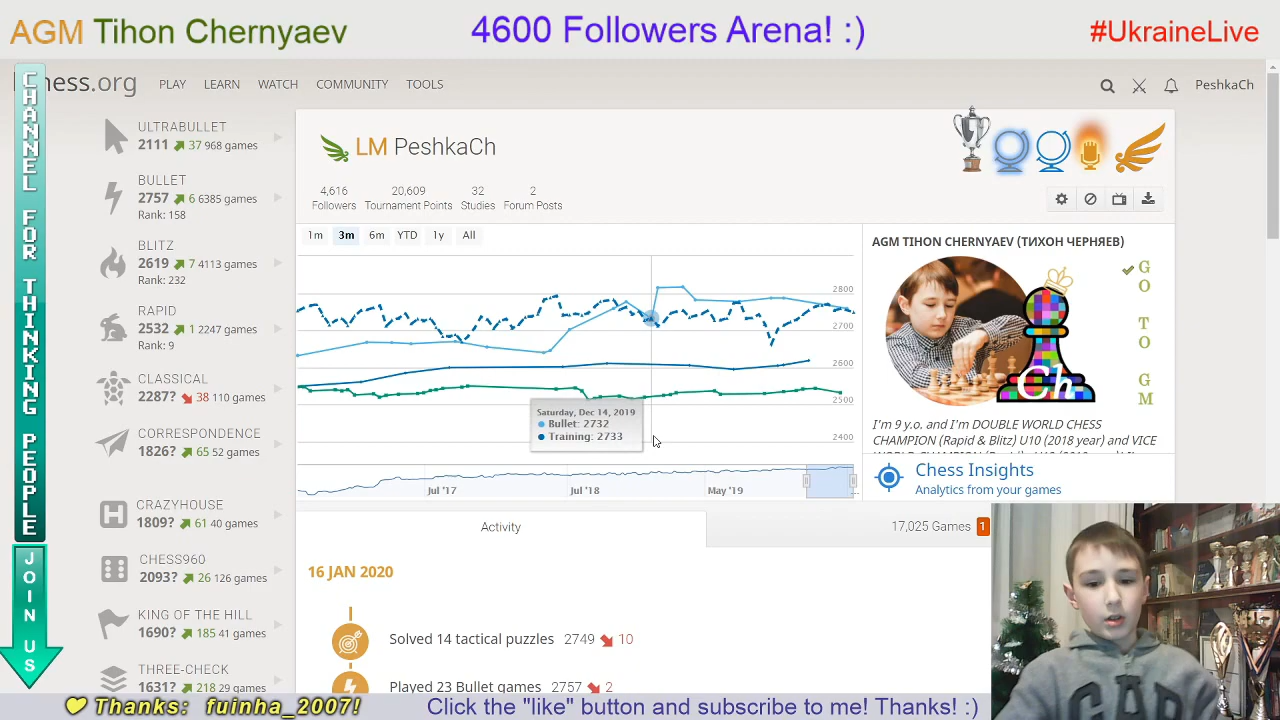 AGM Tihon Chernyaev
4600 Followers Arena! :)
#UkraineLive
CHANNEL FOR THINKING PEOPLE
JOIN US
hess.org
PLAY
LEARN
WATCH
COMMUNITY
TOOLS
PeshkaCh
ULTRABULLET
2111 37 968 games
BULLET
2757 6 6385 games
Rank: 158
BLITZ
2619 7 4113 games
Rank: 232
RAPID
2532 1 2247 games
Rank: 9
CLASSICAL
2287? 38 110 games
CORRESPONDENCE
1826? 65 52 games
CRAZYHOUSE
1809? 61 40 games
CHESS960
2093? 26 126 games
KING OF THE HILL
1690? 185 41 games
THREE-CHECK
1631? 218 29 games
LM PeshkaCh
4,616 Followers
20,609 Tournament Points
32 Studies
2 Forum Posts
1m 3m 6m YTD 1y All
2800
2700
2600
2500
2400
Saturday, Dec 14, 2019
Bullet: 2732
Training: 2733
Jul '17
Jul '18
May '19
AGM TIHON CHERNYAEV (ТИХОН ЧЕРНЯЕВ)
Ch
GO TO GM
I'm 9 y.o. and I'm DOUBLE WORLD CHESS
CHAMPION (Rapid & Blitz) U10 (2018 year) and VICE
Chess Insights
Analytics from your games
Activity
17,025 Games 1
16 JAN 2020
Solved 14 tactical puzzles 2749 10
Played 23 Bullet games 2757 2
GAP
Thanks: fuinha_2007!
Click the "like" button and subscribe to me! Thanks! :)